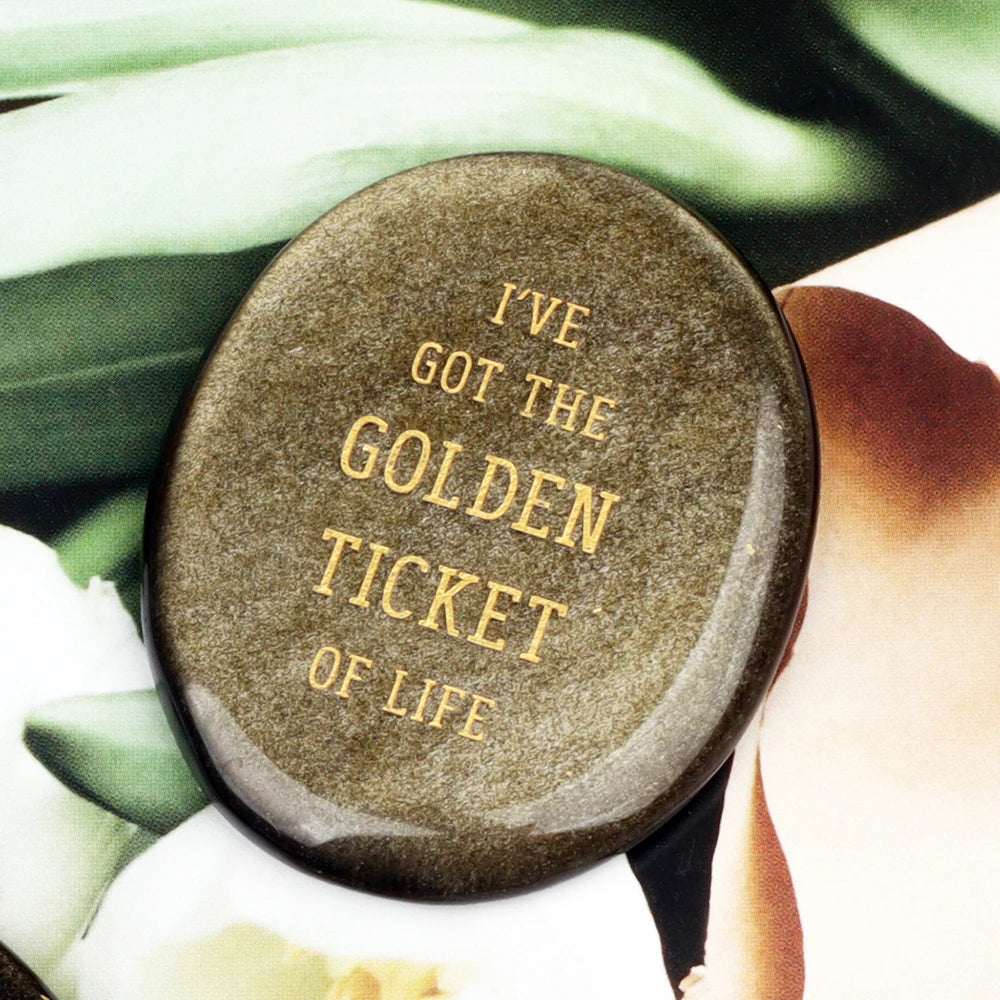 I'VE
GOT THE
GOLDEN
TICKET
OF LIFE